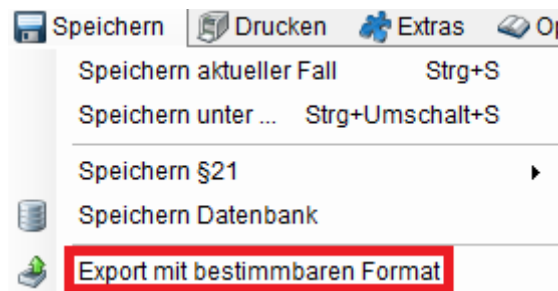 Speichern Drucken Extras Op
Speichern aktueller Fall Strg+S
Speichern unter ... Strg+Umschalt+S
Speichern §21
Speichern Datenbank
Export mit bestimmbaren Format